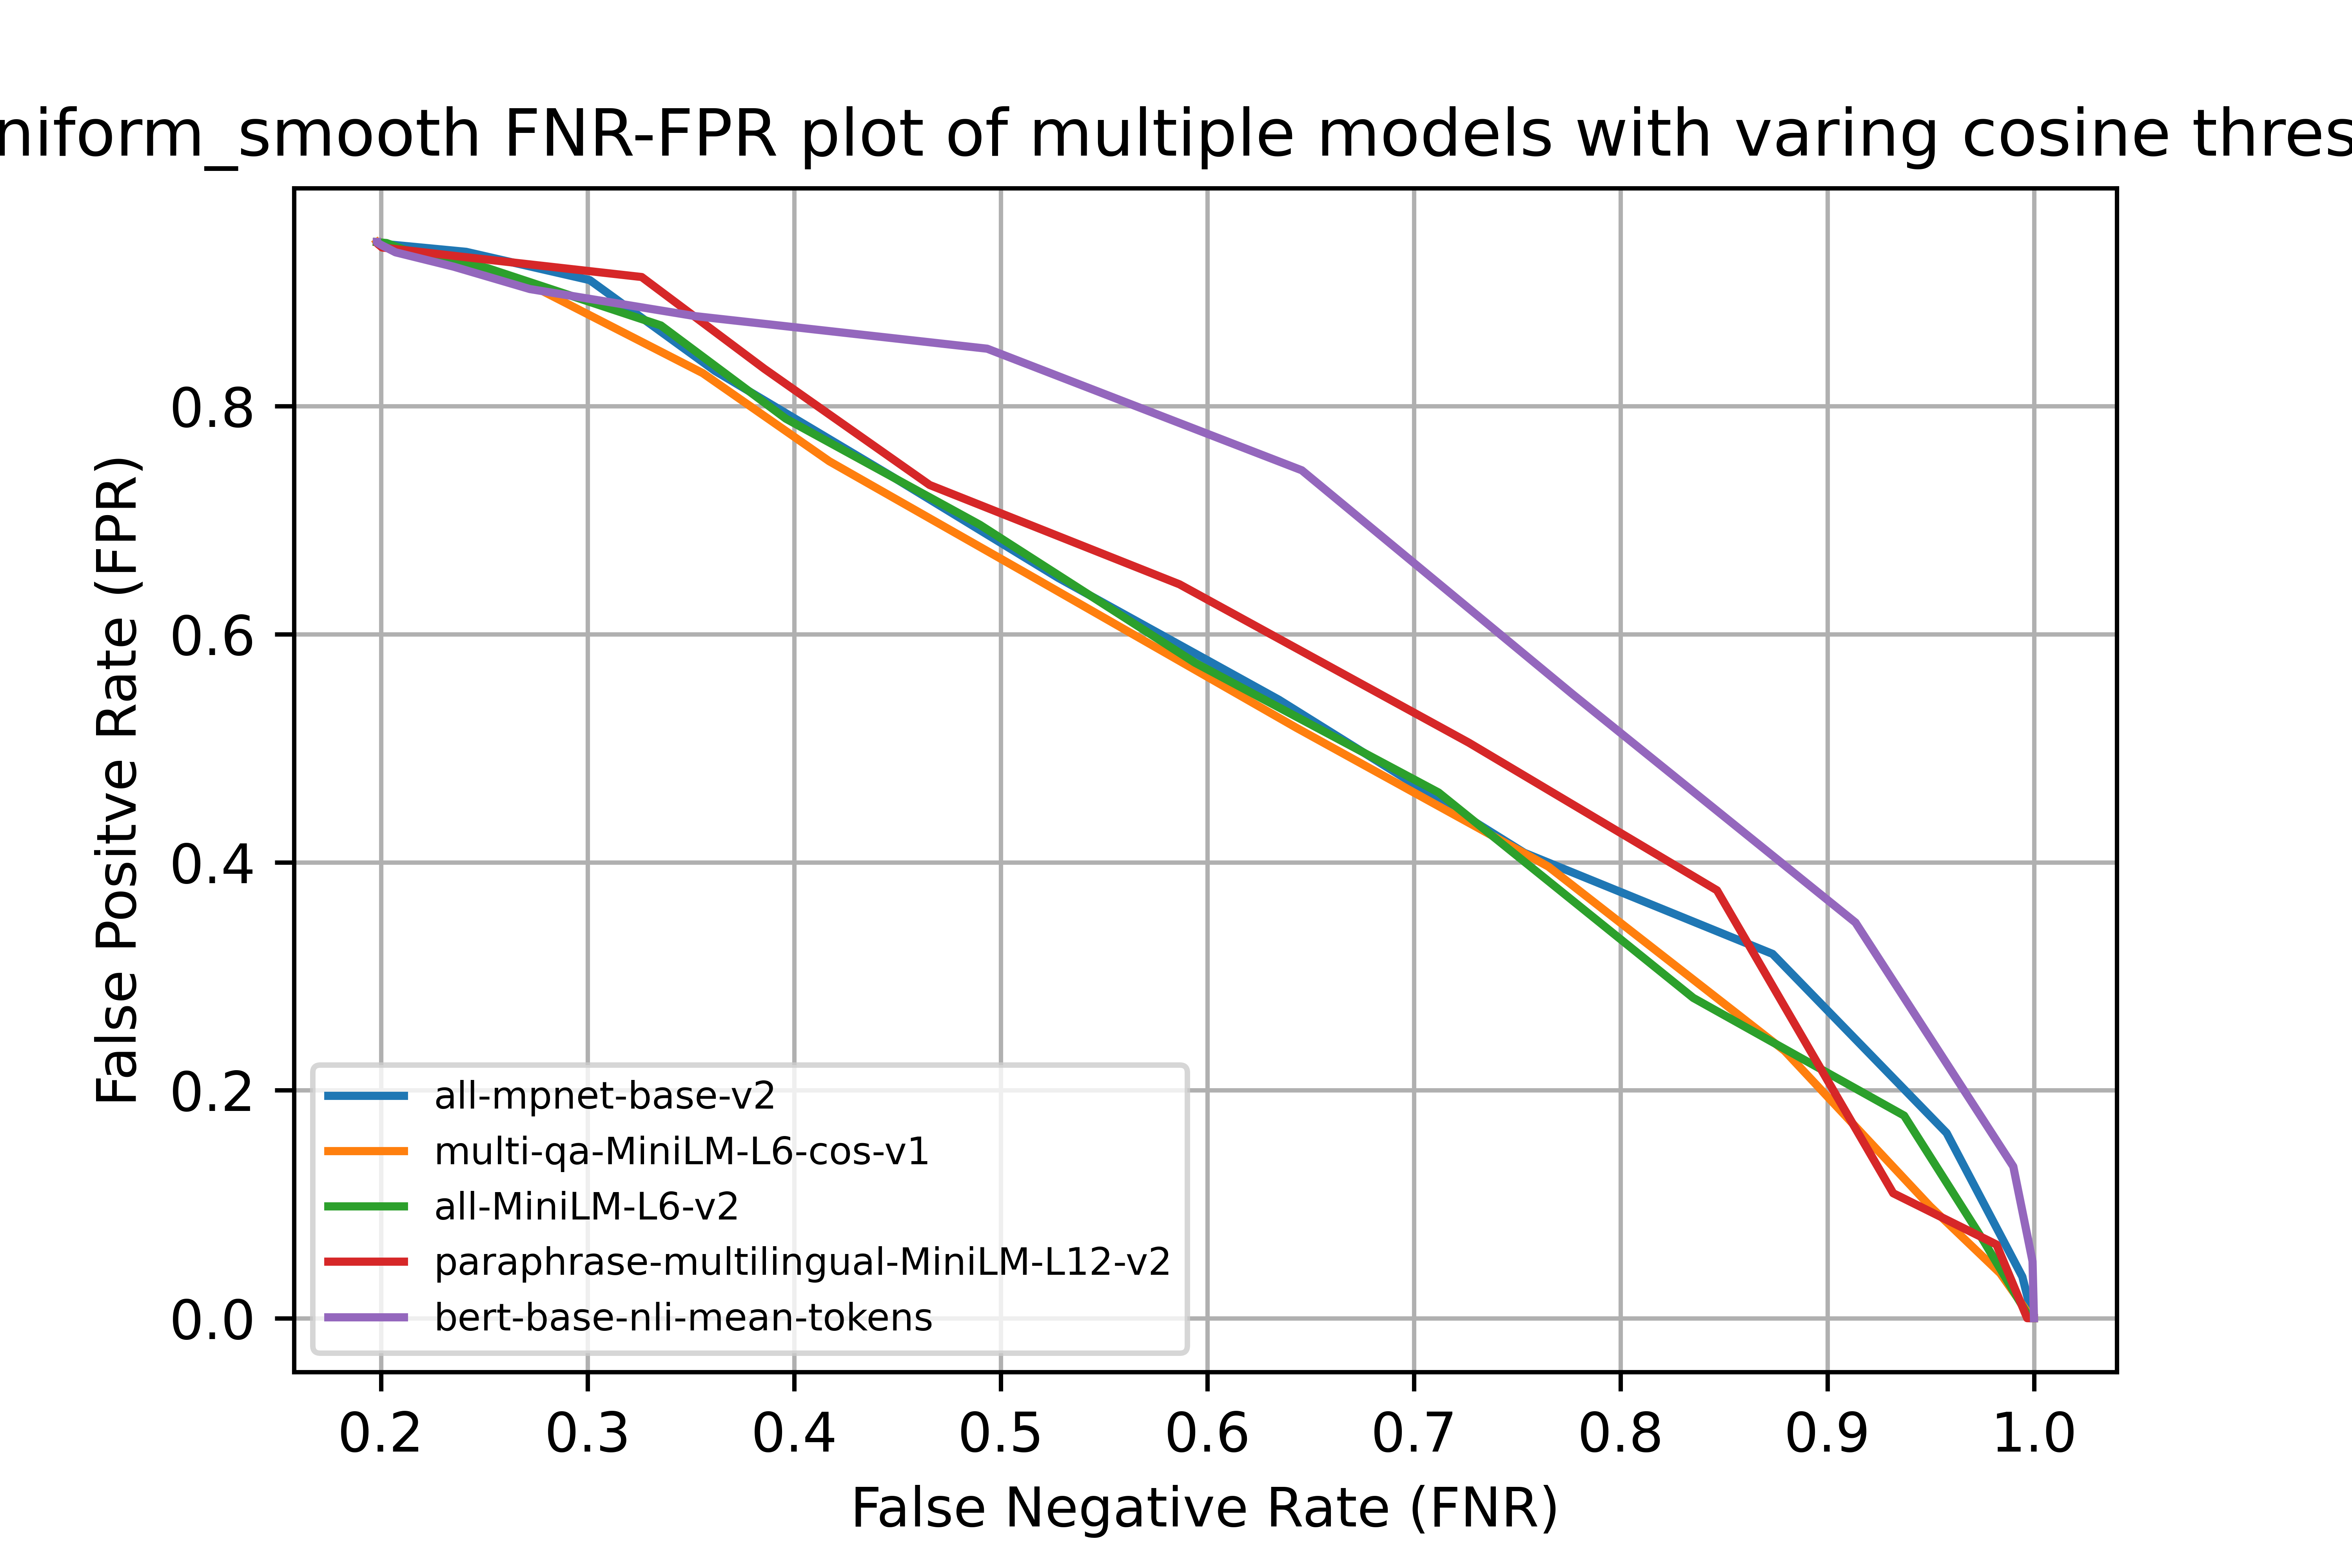 niform_smooth FNR-FPR plot of multiple models with varing cosine thres
False Positve Rate (FPR)
0.8
0.6
0.4
0.2
0.0
all-mpnet-base-v2
multi-qa-MiniLM-L6-cos-v1
all-MiniLM-L6-v2
paraphrase-multilingual-MiniLM-L12-v2
bert-base-nli-mean-tokens
0.2 0.3 0.4 0.5 0.6 0.7 0.8 0.9 1.0
False Negative Rate (FNR)